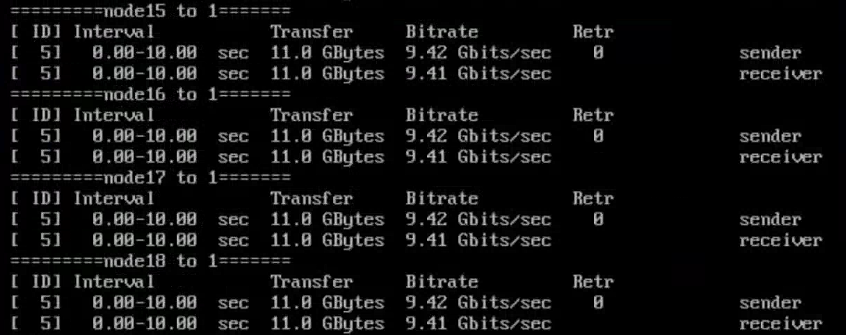 =========node15 to 1=======
[ ID] Interval           Transfer     Bitrate         Retr
[  5]   0.00-10.00  sec  11.0 GBytes  9.42 Gbits/sec    0             sender
[  5]   0.00-10.00  sec  11.0 GBytes  9.41 Gbits/sec                  receiver
=========node16 to 1=======
[ ID] Interval           Transfer     Bitrate         Retr
[  5]   0.00-10.00  sec  11.0 GBytes  9.42 Gbits/sec    0             sender
[  5]   0.00-10.00  sec  11.0 GBytes  9.41 Gbits/sec                  receiver
=========node17 to 1=======
[ ID] Interval           Transfer     Bitrate         Retr
[  5]   0.00-10.00  sec  11.0 GBytes  9.42 Gbits/sec    0             sender
[  5]   0.00-10.00  sec  11.0 GBytes  9.41 Gbits/sec                  receiver
=========node18 to 1=======
[ ID] Interval           Transfer     Bitrate         Retr
[  5]   0.00-10.00  sec  11.0 GBytes  9.42 Gbits/sec    0             sender
[  5]   0.00-10.00  sec  11.0 GBytes  9.41 Gbits/sec                  receiver